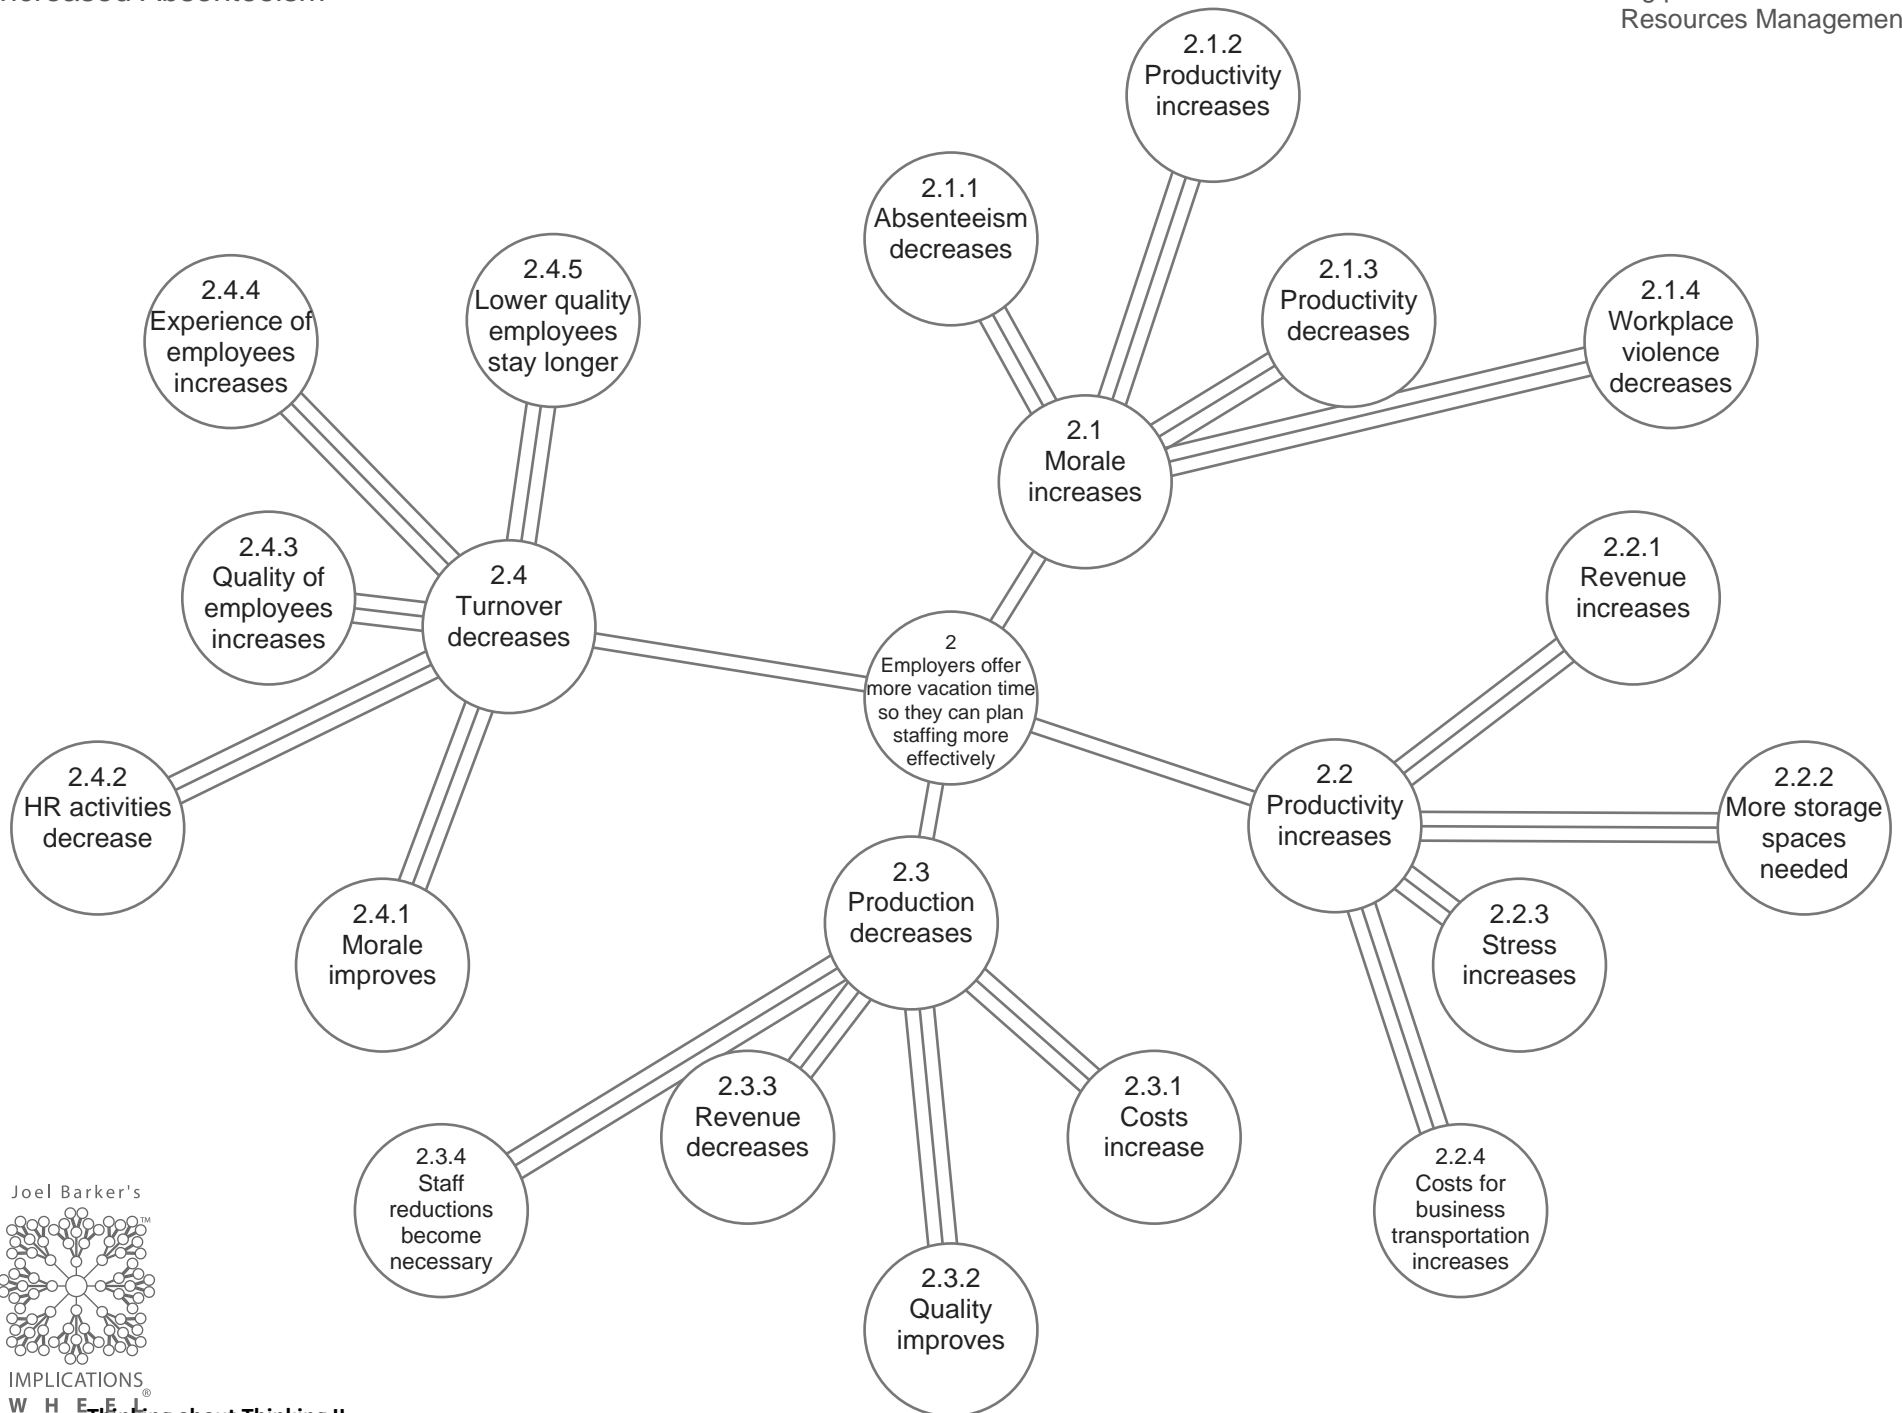 Increased Absenteeism
Resources Managemen
2.1.2
Productivity
increases
2.1.1
Absenteeism
decreases
2.1.3
Productivity
decreases
2.1.4
Workplace
violence
decreases
2.4.4
Experience of
employees
increases
2.4.5
Lower quality
employees
stay longer
2.1
Morale
increases
2.4.3
Quality of
employees
increases
2.4
Turnover
decreases
2.2.1
Revenue
increases
2
Employers offer
more vacation time
so they can plan
staffing more
effectively
2.4.2
HR activities
decrease
2.2
Productivity
increases
2.2.2
More storage
spaces
needed
2.4.1
Morale
improves
2.3
Production
decreases
2.2.3
Stress
increases
2.3.4
Staff
reductions
become
necessary
2.3.3
Revenue
decreases
2.3.1
Costs
increase
2.2.4
Costs for
business
transportation
increases
2.3.2
Quality
improves
Joel Barker's
TM
IMPLICATIONS
®
WHEEL
Thinking about Thinking II